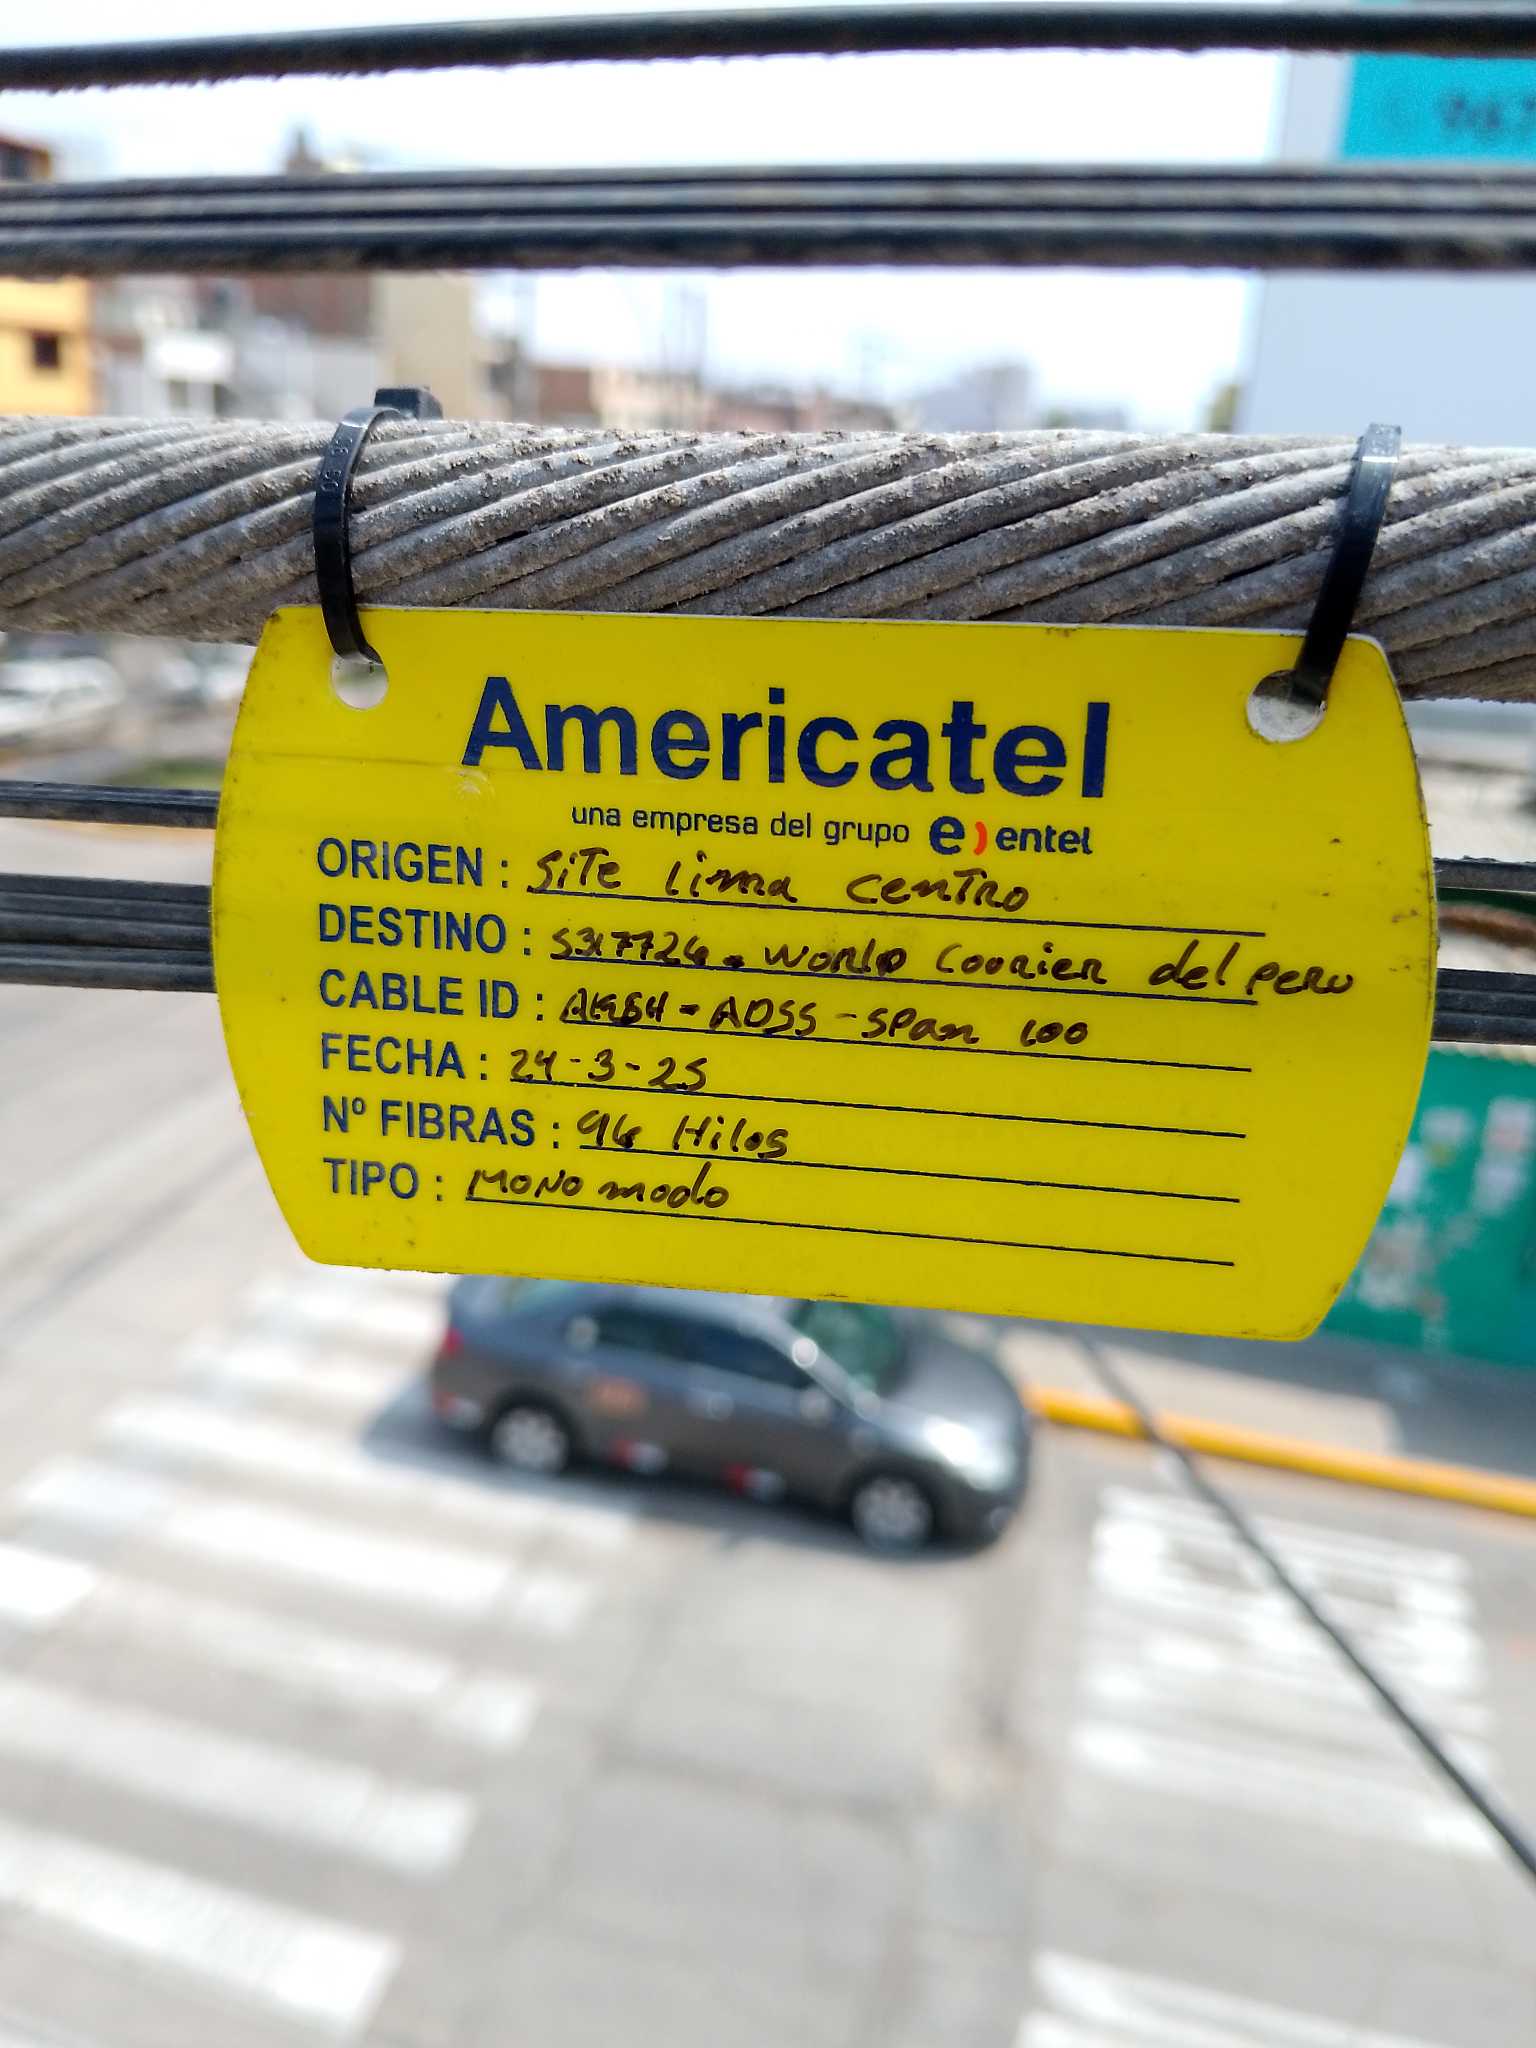 Americatel
una empresa del grupo e) entel
ORIGEN : Site Lima Centro
DESTINO : S317724. World Courier del Peru
CABLE ID : - ADSS - Span 100
FECHA : 24-3-25
Nº FIBRAS : 96 Hilos
TIPO : Mono modo